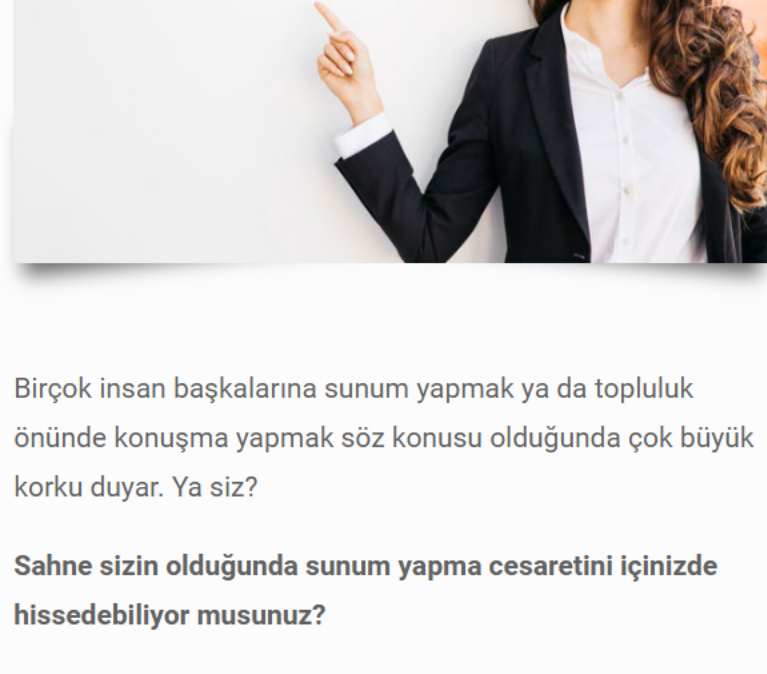 Birçok insan başkalarına sunum yapmak ya da topluluk
önünde konuşma yapmak söz konusu olduğunda çok büyük
korku duyar. Ya siz?
Sahne sizin olduğunda sunum yapma cesaretini içinizde
hissedebiliyor musunuz?